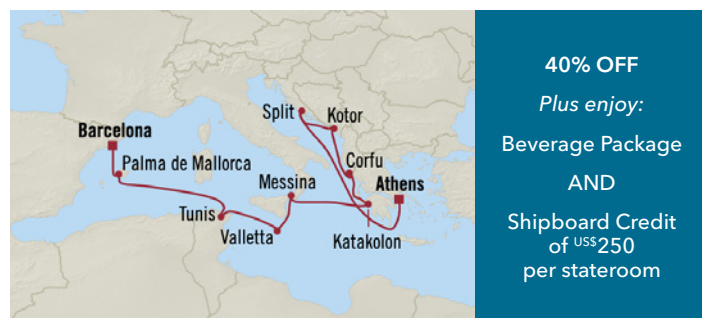 Split
Kotor
Barcelona
Palma de Mallorca
Corfu
Messina
Athens
Tunis
Valletta
Katakolon
40% OFF
Plus enjoy:
Beverage Package
AND
Shipboard Credit
of US$250
per stateroom